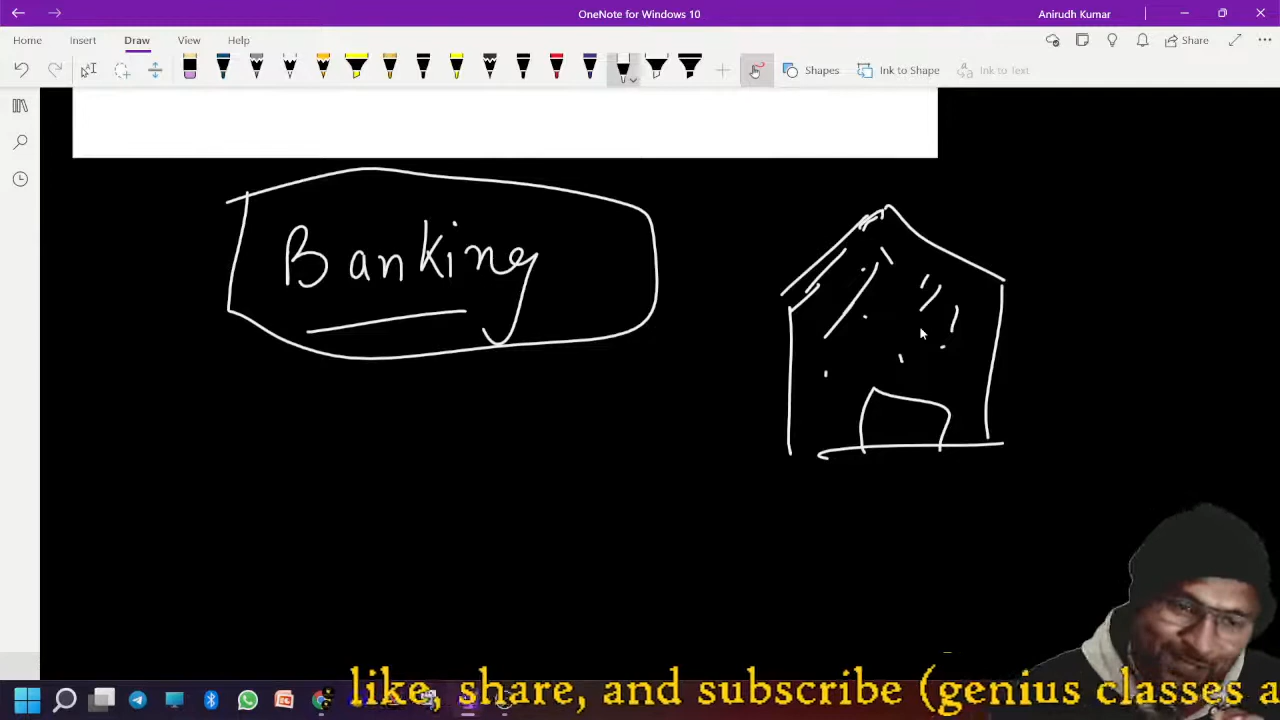 OneNote for Windows 10
Anirudh Kumar
Home Insert Draw View Help
Share
Shapes Ink to Shape Ink to Text
Banking
like, share, and subscribe (genius classes a